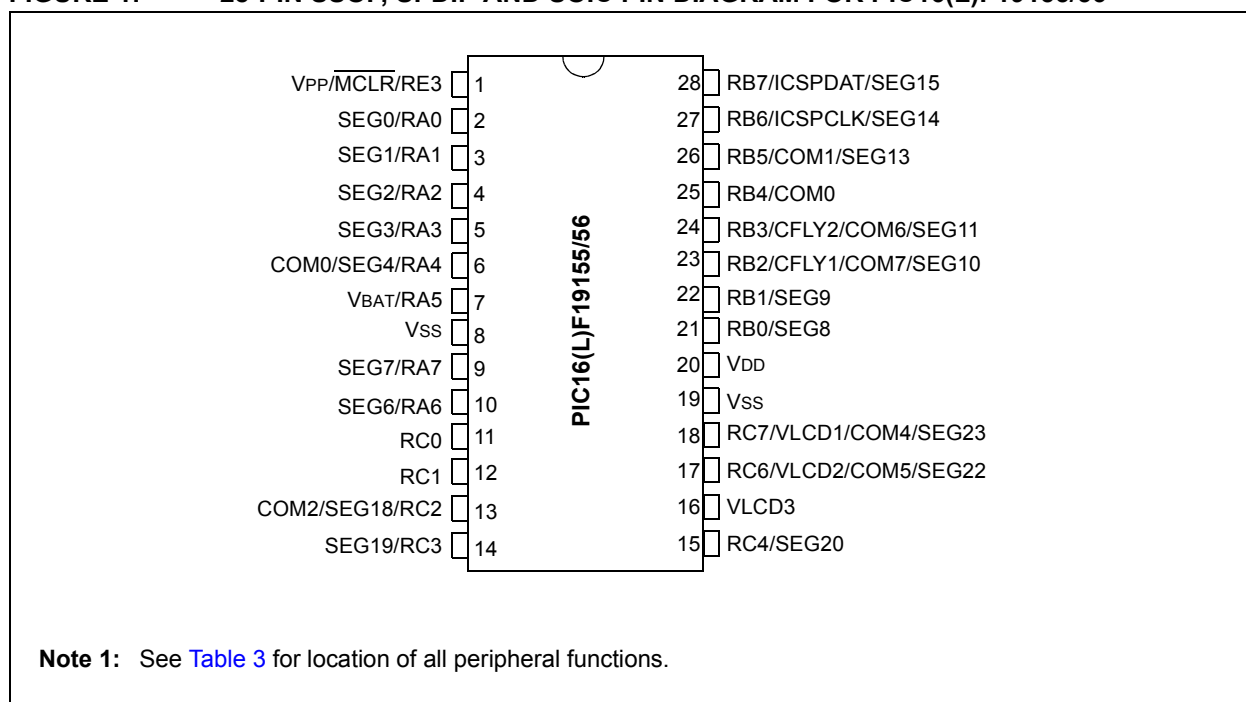 VPP/MCLR/RE3 1
SEG0/RA0 2
SEG1/RA1 3
SEG2/RA2 4
SEG3/RA3 5
COM0/SEG4/RA4 6
VBAT/RA5 7
VSS 8
SEG7/RA7 9
SEG6/RA6 10
RC0 11
RC1 12
COM2/SEG18/RC2 13
SEG19/RC3 14
PIC16(L)F19155/56
28 RB7/ICSPDAT/SEG15
27 RB6/ICSPCLK/SEG14
26 RB5/COM1/SEG13
25 RB4/COM0
24 RB3/CFLY2/COM6/SEG11
23 RB2/CFLY1/COM7/SEG10
22 RB1/SEG9
21 RB0/SEG8
20 VDD
19 VSS
18 RC7/VLCD1/COM4/SEG23
17 RC6/VLCD2/COM5/SEG22
16 VLCD3
15 RC4/SEG20
Note 1: See Table 3 for location of all peripheral functions.